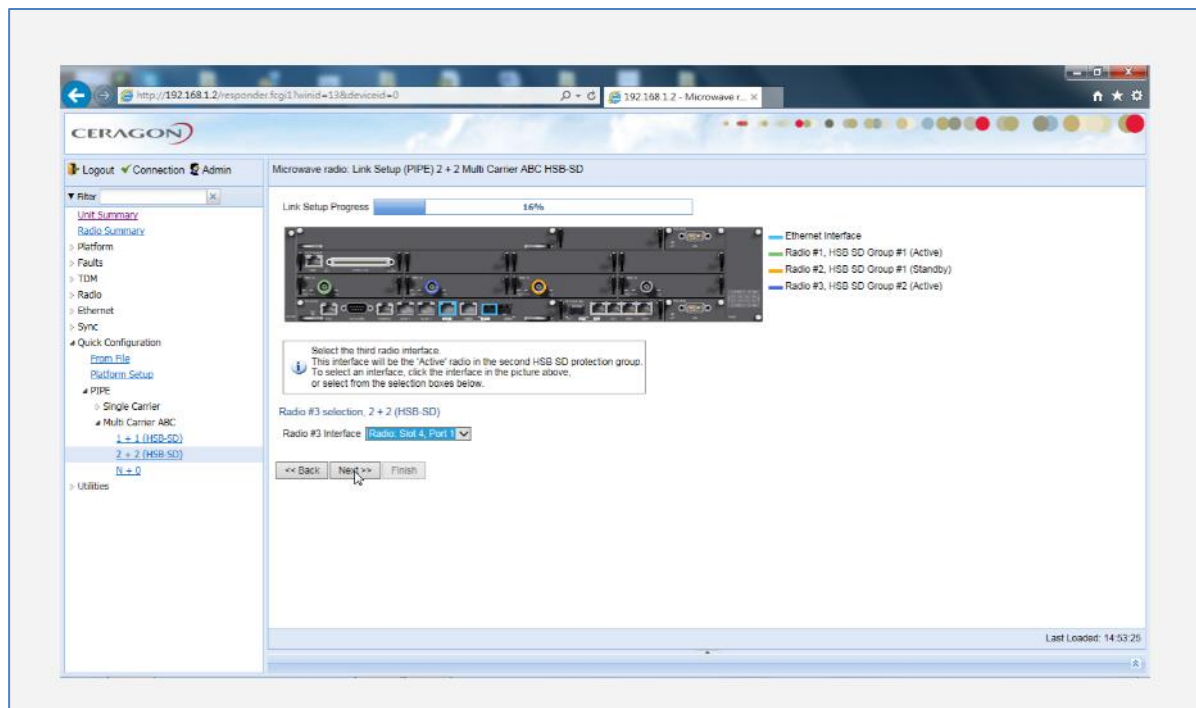 http://192.168.1.2/responder.fcgi1?winid=13&deviceid=0
192.168.1.2 - Microwave r...
CERAGON
Logout Connection Admin
Microwave radio: Link Setup (PIPE) 2 + 2 Multi Carrier ABC HSB-SD
Filter
Unit Summary
Radio Summary
Platform
Faults
TDM
Radio
Ethernet
Sync
Quick Configuration
From File
Platform Setup
PIPE
Single Carrier
Multi Carrier ABC
1 + 1 (HSB-SD)
2 + 2 (HSB-SD)
N + 0
Utilities
Link Setup Progress 16%
Ethernet Interface
Radio #1, HSB SD Group #1 (Active)
Radio #2, HSB SD Group #1 (Standby)
Radio #3, HSB SD Group #2 (Active)
Select the third radio interface.
This interface will be the 'Active' radio in the second HSB SD protection group.
To select an interface, click the interface in the picture above,
or select from the selection boxes below.
Radio #3 selection, 2 + 2 (HSB-SD)
Radio #3 Interface Radio: Slot 4, Port 1
<< Back Next >> Finish
Last Loaded: 14:53:25